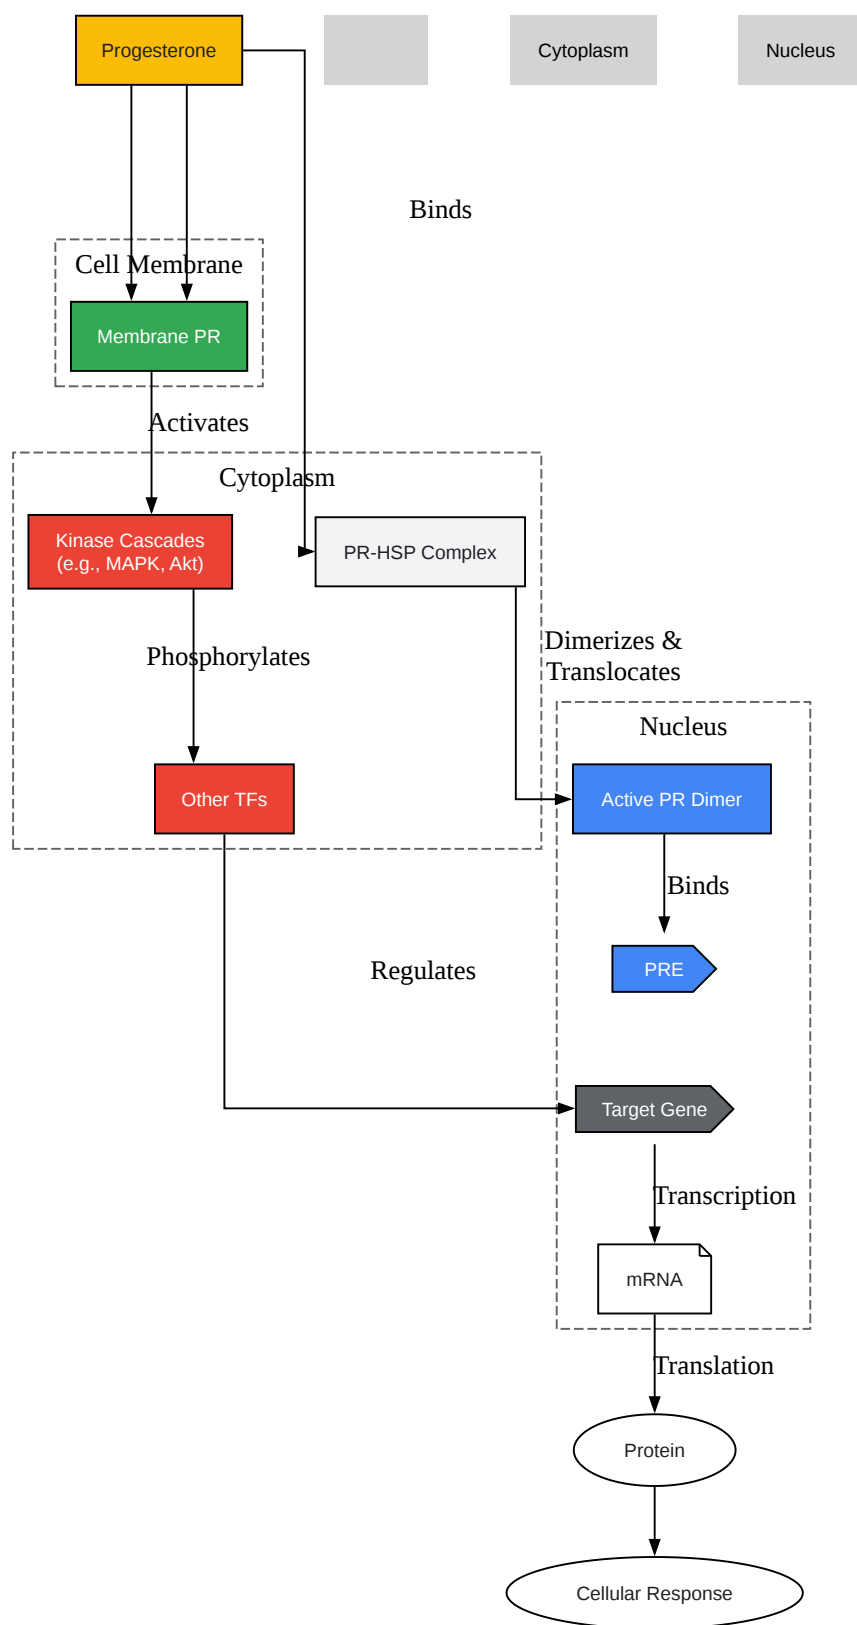 Progesterone
Cytoplasm
Nucleus
Binds
Cell Membrane
Membrane PR
Activates
Cytoplasm
Kinase Cascades
(e.g., MAPK, Akt)
PR-HSP Complex
Phosphorylates
Dimerizes &
Translocates
Nucleus
Other TFs
Active PR Dimer
Binds
PRE
Regulates
Target Gene
Transcription
mRNA
Translation
Protein
Cellular Response